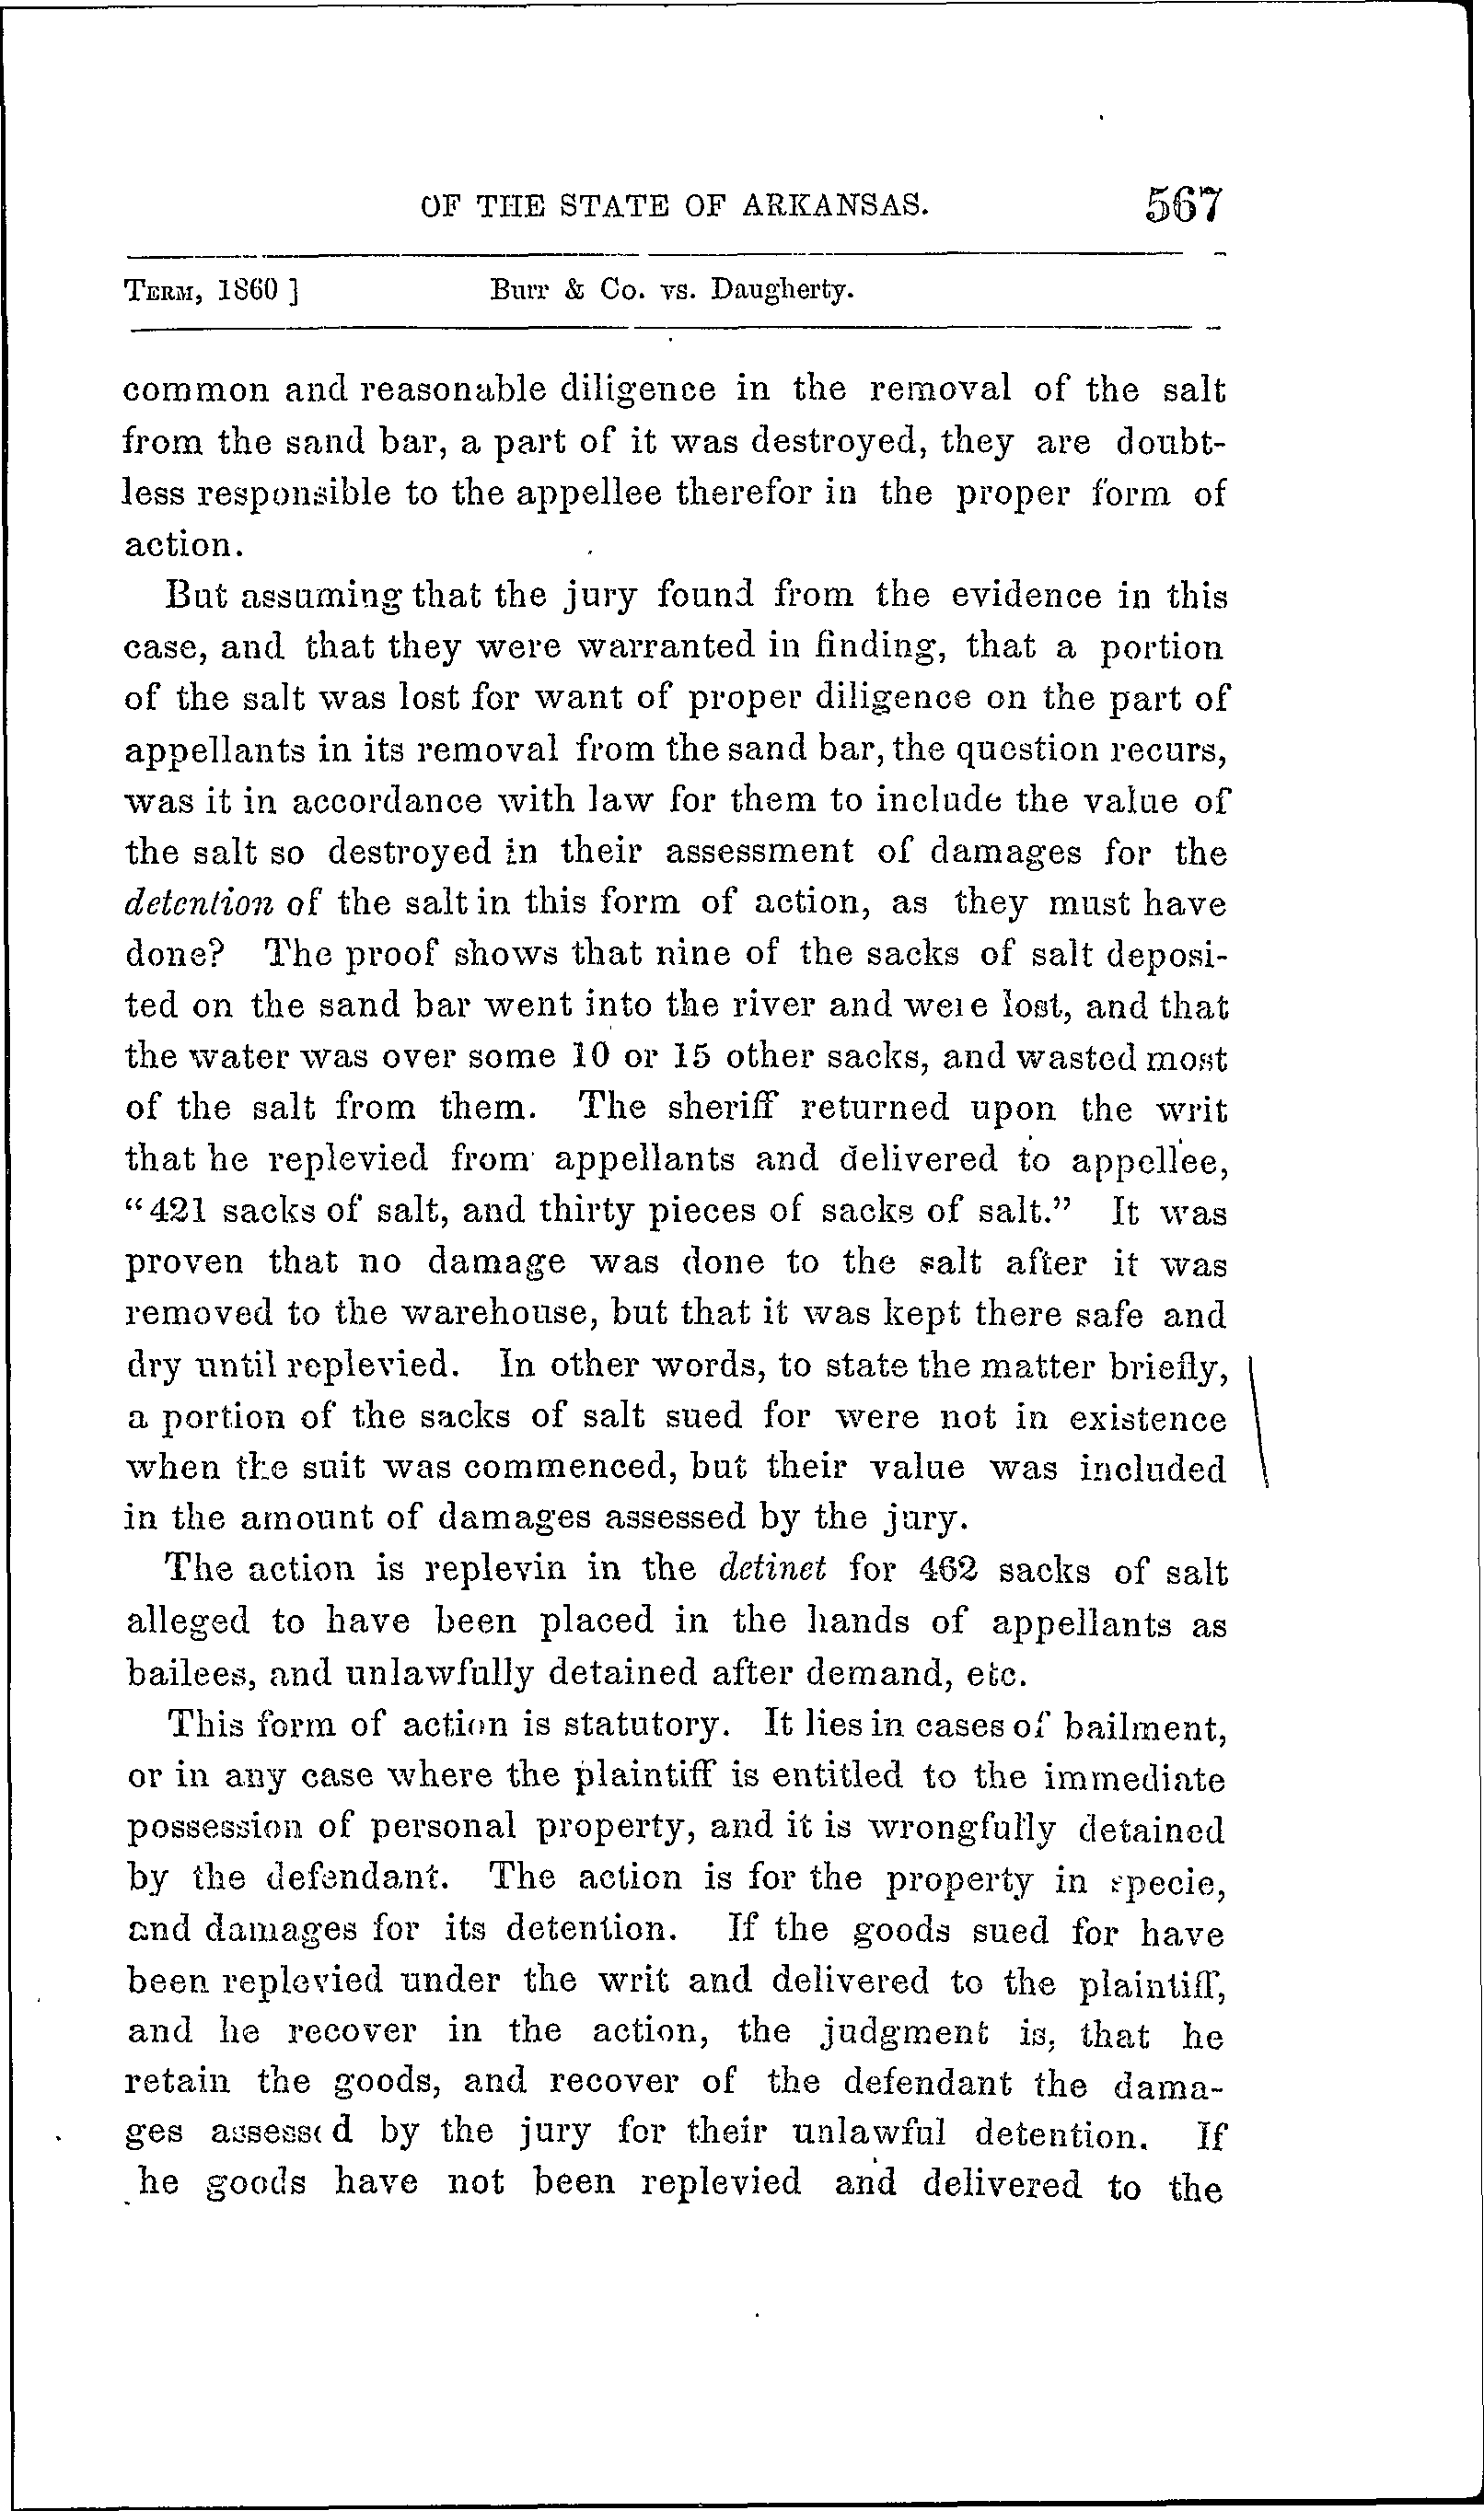 OF THE STATE OF ARKANSAS. 567
TERM, 1860 ] Burr & Co. vs. Daugherty.
common and reasonable diligence in the removal of the salt
from the sand bar, a part of it was destroyed, they are doubt-
less responsible to the appellee therefor in the proper form of
action.
But assuming that the jury found from the evidence in this
case, and that they were warranted in finding, that a portion
of the salt was lost for want of proper diligence on the part of
appellants in its removal from the sand bar, the question recurs,
was it in accordance with law for them to include the value of
the salt so destroyed in their assessment of damages for the
detention of the salt in this form of action, as they must have
done? The proof shows that nine of the sacks of salt deposi-
ted on the sand bar went into the river and were lost, and that
the water was over some 10 or 15 other sacks, and wasted most
of the salt from them. The sheriff returned upon the writ
that he replevied from appellants and delivered to appellee,
"421 sacks of salt, and thirty pieces of sacks of salt." It was
proven that no damage was done to the salt after it was
removed to the warehouse, but that it was kept there safe and
dry until replevied. In other words, to state the matter briefly,
a portion of the sacks of salt sued for were not in existence
when the suit was commenced, but their value was included
in the amount of damages assessed by the jury.
The action is replevin in the detinet for 462 sacks of salt
alleged to have been placed in the hands of appellants as
bailees, and unlawfully detained after demand, etc.
This form of action is statutory. It lies in cases of bailment,
or in any case where the plaintiff is entitled to the immediate
possession of personal property, and it is wrongfully detained
by the defendant. The action is for the property in specie,
and damages for its detention. If the goods sued for have
been replevied under the writ and delivered to the plaintiff,
and he recover in the action, the judgment is, that he
retain the goods, and recover of the defendant the dama-
ges assessed by the jury for their unlawful detention. If
he goods have not been replevied and delivered to the